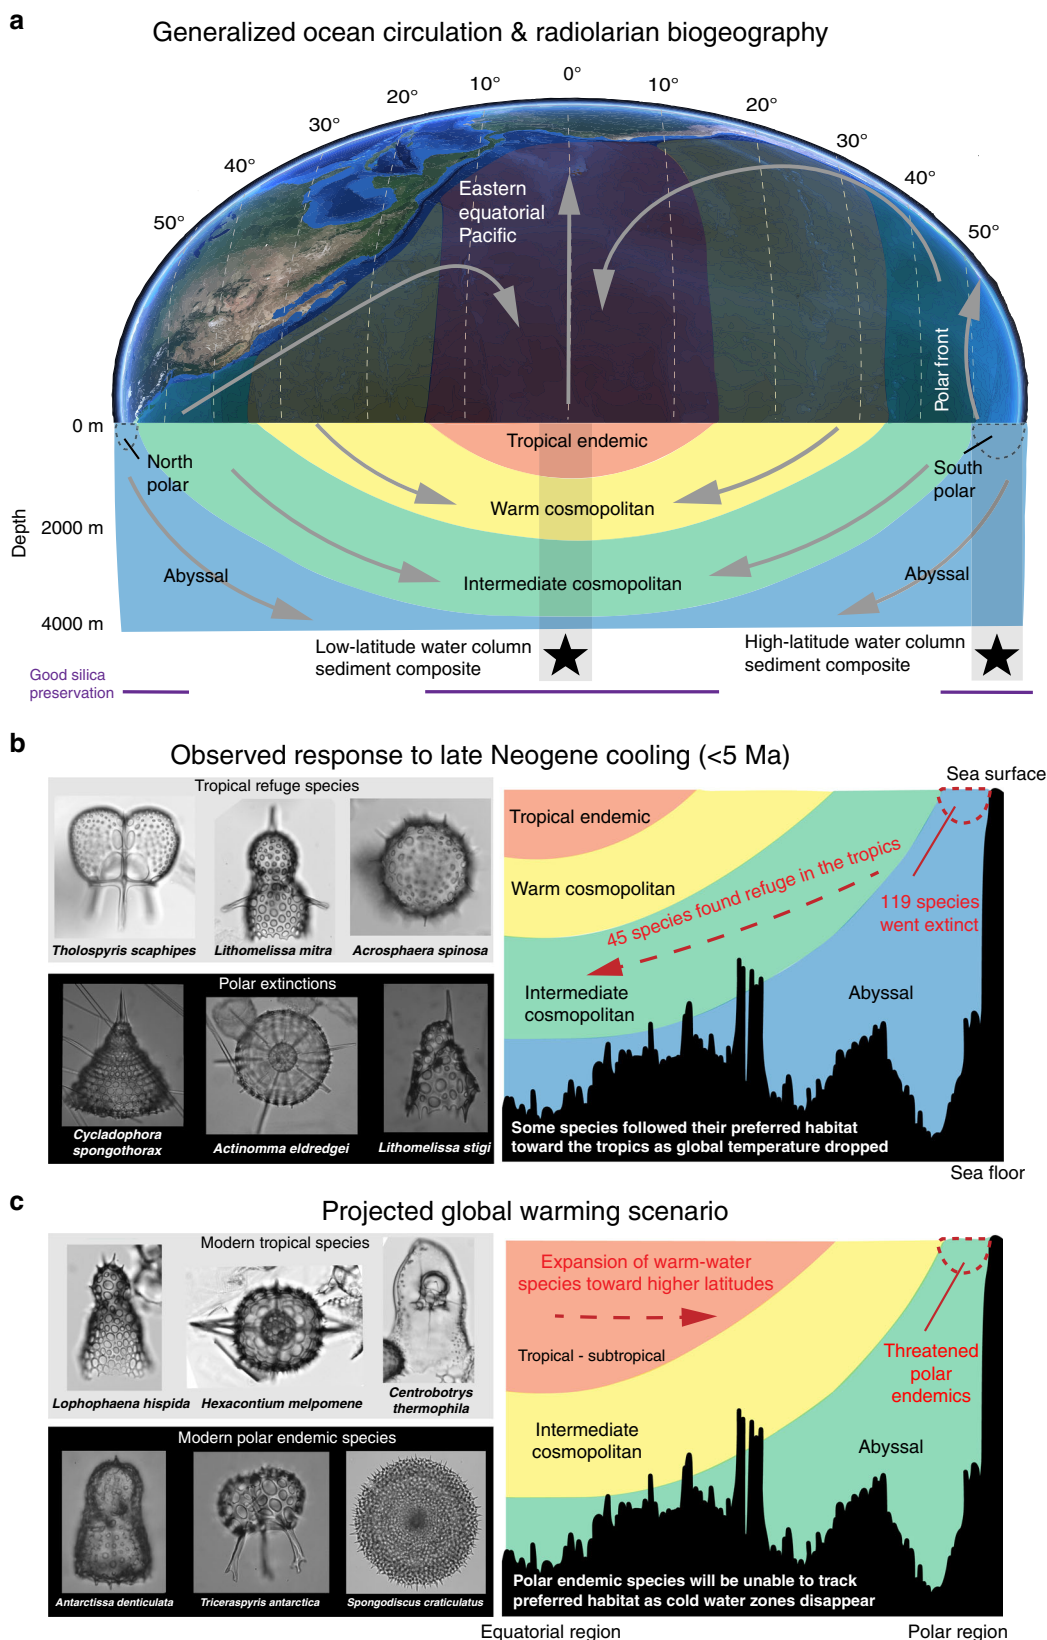 a
Generalized ocean circulation & radiolarian biogeography
50°
40°
30°
20°
10°
0°
10°
20°
30°
40°
50°
Eastern
equatorial
Pacific
Polar front
Depth
0 m
2000 m
4000 m
North
polar
Tropical endemic
South
polar
Warm cosmopolitan
Abyssal
Intermediate cosmopolitan
Abyssal
Low-latitude water column
sediment composite
High-latitude water column
sediment composite
Good silica
preservation
b
Observed response to late Neogene cooling (<5 Ma)
Tropical refuge species
Tholospyris scaphipes
Lithomelissa mitra
Acrosphaera spinosa
Polar extinctions
Cycladophora
spongothorax
Actinomma eldredgei
Lithomelissa stigi
Sea surface
Tropical endemic
Warm cosmopolitan
45 species found refuge in the tropics
119 species
went extinct
Intermediate
cosmopolitan
Abyssal
Some species followed their preferred habitat
toward the tropics as global temperature dropped
Sea floor
c
Projected global warming scenario
Modern tropical species
Lophophaena hispida
Hexacontium melpomene
Centrobotrys
thermophila
Modern polar endemic species
Antarctissa denticulata
Triceraspyris antarctica
Spongodiscus craticulatus
Expansion of warm-water
species toward higher latitudes
Tropical - subtropical
Threatened
polar
endemics
Intermediate
cosmopolitan
Abyssal
Polar endemic species will be unable to track
preferred habitat as cold water zones disappear
Equatorial region
Polar region